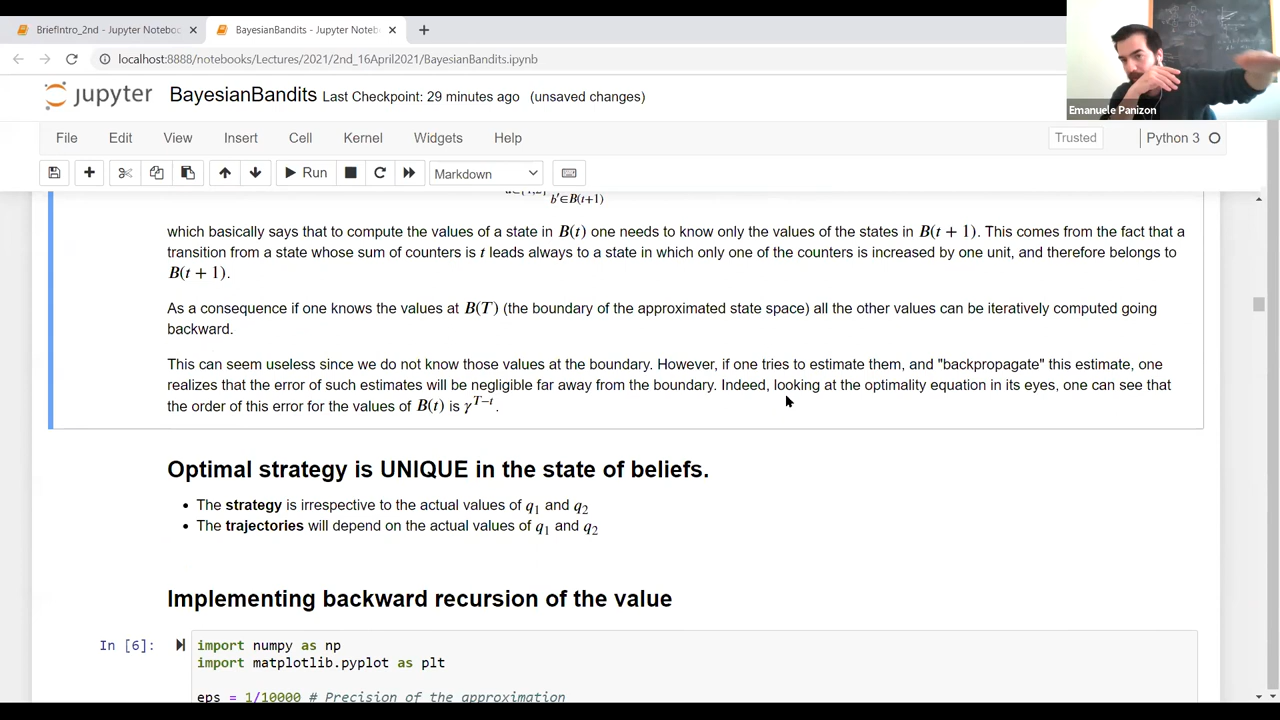 BriefIntro_2nd - Jupyter Notebo
BayesianBandits - Jupyter Noteb
localhost:8888/notebooks/Lectures/2021/2nd_16April2021/BayesianBandits.ipynb
Emanuele Panizon
jupyter BayesianBandits Last Checkpoint: 29 minutes ago (unsaved changes)
File Edit View Insert Cell Kernel Widgets Help Trusted Python 3
Run Markdown
b′∈B(t+1)
which basically says that to compute the values of a state in B(t) one needs to know only the values of the states in B(t + 1). This comes from the fact that a
transition from a state whose sum of counters is t leads always to a state in which only one of the counters is increased by one unit, and therefore belongs to
B(t + 1).
As a consequence if one knows the values at B(T) (the boundary of the approximated state space) all the other values can be iteratively computed going
backward.
This can seem useless since we do not know those values at the boundary. However, if one tries to estimate them, and "backpropagate" this estimate, one
realizes that the error of such estimates will be negligible far away from the boundary. Indeed, looking at the optimality equation in its eyes, one can see that
the order of this error for the values of B(t) is γ^{T−t}.
Optimal strategy is UNIQUE in the state of beliefs.
• The strategy is irrespective to the actual values of q₁ and q₂
• The trajectories will depend on the actual values of q₁ and q₂
Implementing backward recursion of the value
In [6]: import numpy as np
import matplotlib.pyplot as plt
eps = 1/10000 # Precision of the approximation